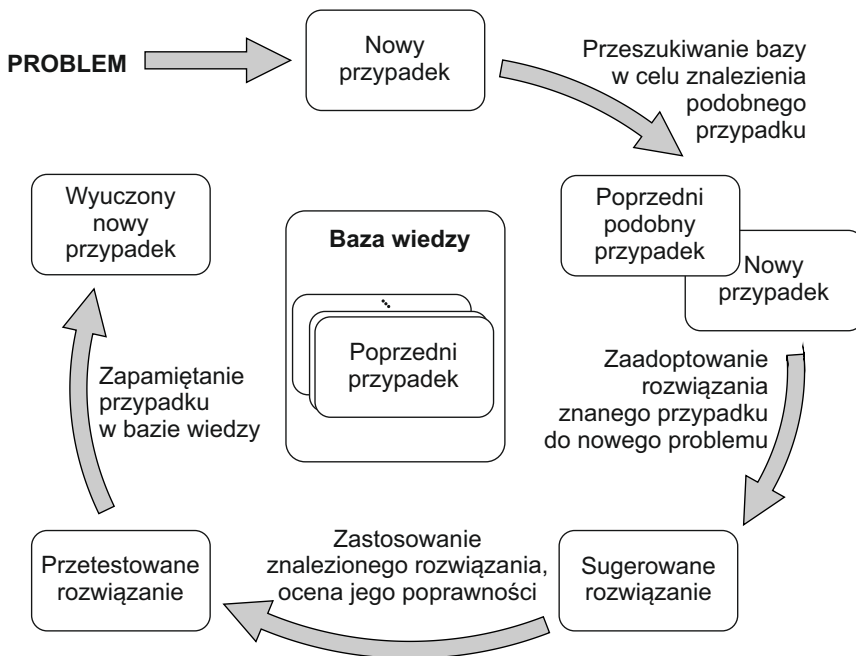 PROBLEM
Nowy
przypadek
Przeszukiwanie bazy
w celu znalezienia
podobnego
przypadku
Poprzedni
podobny
przypadek
Nowy
przypadek
Zaadoptowanie
rozwiązania
znanego przypadku
do nowego problemu
Sugerowane
rozwiązanie
Zastosowanie
znalezionego rozwiązania,
ocena jego poprawności
Przetestowane
rozwiązanie
Zapamiętanie
przypadku
w bazie wiedzy
Wyuczony
nowy
przypadek
Baza wiedzy
Poprzedni
przypadek